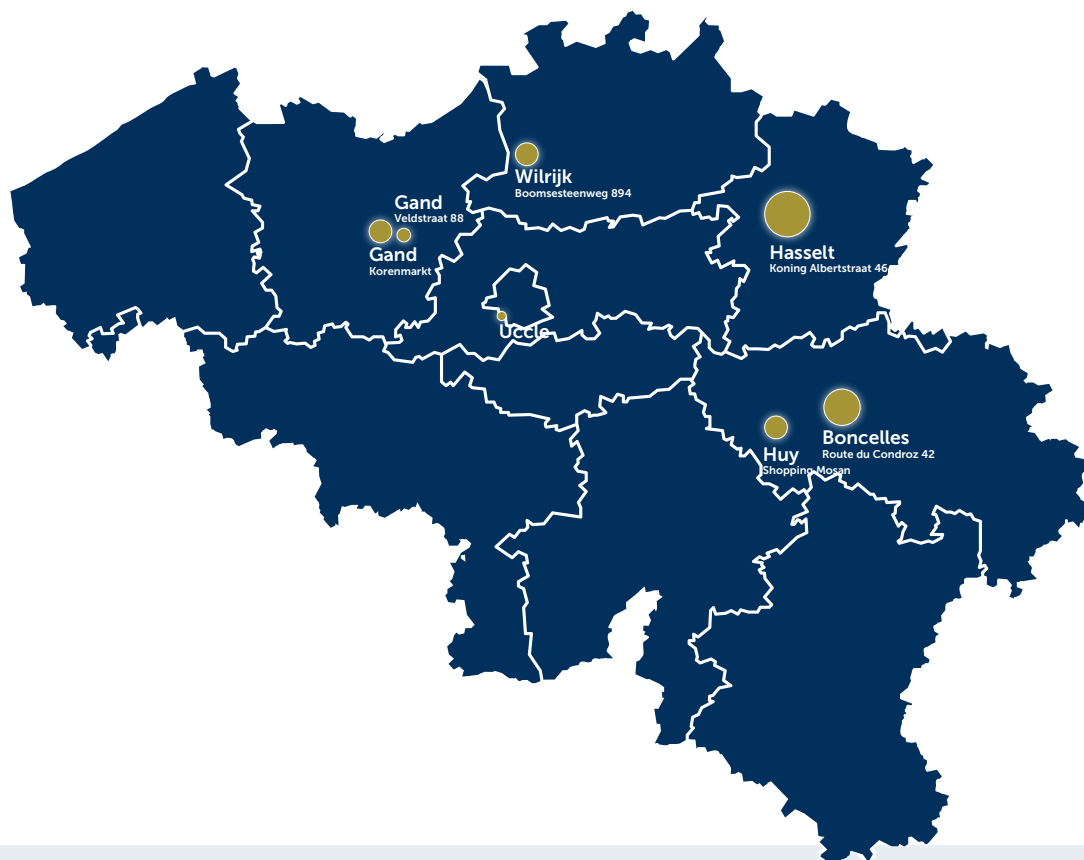 Wilrijk
Boomsesteenweg 894
Gand
Veldstraat 88
Gand
Korenmarkt
Hasselt
Koning Albertstraat 46
Uccle
Boncelles
Route du Condroz 42
Huy
Shopping Mosan